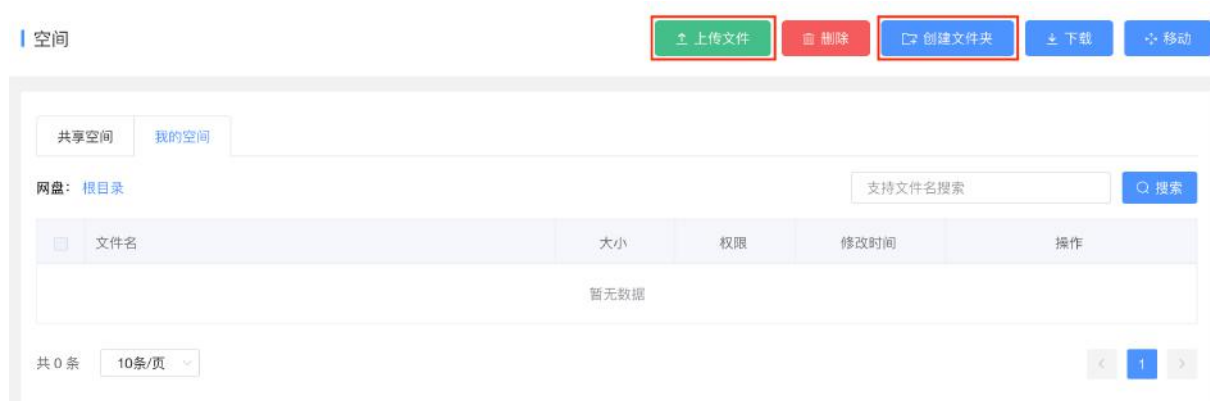 空间 上传文件 删除 创建文件夹 下载 移动
共享空间 我的空间
网盘： 根目录 支持文件名搜索 搜索
文件名 大小 权限 修改时间 操作
暂无数据
共 0 条 10条/页 1